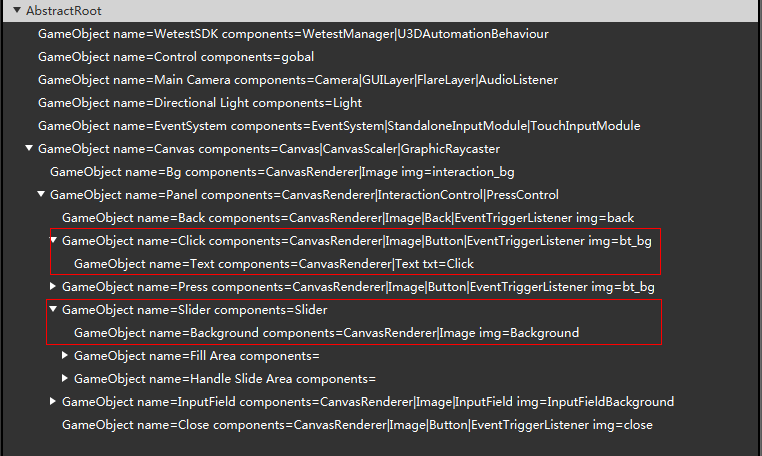 AbstractRoot
GameObject name=WetestSDK components=WetestManager|U3DAutomationBehaviour
GameObject name=Control components=gobal
GameObject name=Main Camera components=Camera|GUILayer|FlareLayer|AudioListener
GameObject name=Directional Light components=Light
GameObject name=EventSystem components=EventSystem|StandaloneInputModule|TouchInputModule
GameObject name=Canvas components=Canvas|CanvasScaler|GraphicRaycaster
GameObject name=Bg components=CanvasRenderer|Image img=interaction_bg
GameObject name=Panel components=CanvasRenderer|InteractionControl|PressControl
GameObject name=Back components=CanvasRenderer|Image|Back|EventTriggerListener img=back
GameObject name=Click components=CanvasRenderer|Image|Button|EventTriggerListener img=bt_bg
GameObject name=Text components=CanvasRenderer|Text txt=Click
GameObject name=Press components=CanvasRenderer|Image|Button|EventTriggerListener img=bt_bg
GameObject name=Slider components=Slider
GameObject name=Background components=CanvasRenderer|Image img=Background
GameObject name=Fill Area components=
GameObject name=Handle Slide Area components=
GameObject name=InputField components=CanvasRenderer|Image|InputField img=InputFieldBackground
GameObject name=Close components=CanvasRenderer|Image|Button|EventTriggerListener img=close